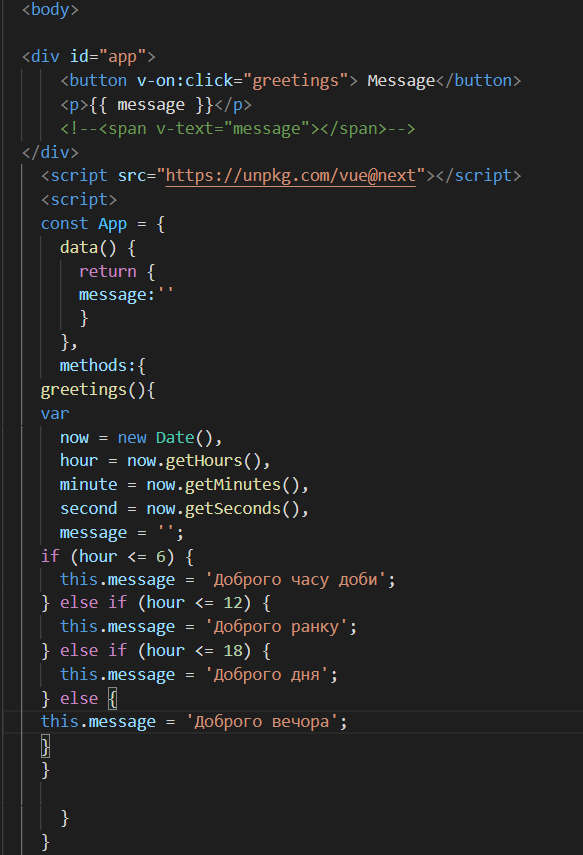 <body>
<div id="app">
<button v-on:click="greetings"> Message</button>
<p>{{ message }}</p>
<!--<span v-text="message"></span>-->
</div>
<script src="https://unpkg.com/vue@next"></script>
<script>
const App = {
data() {
return {
message:''
}
},
methods:{
greetings(){
var
now = new Date(),
hour = now.getHours(),
minute = now.getMinutes(),
second = now.getSeconds(),
message = '';
if (hour <= 6) {
this.message = 'Доброго часу доби';
} else if (hour <= 12) {
this.message = 'Доброго ранку';
} else if (hour <= 18) {
this.message = 'Доброго дня';
} else {
this.message = 'Доброго вечора';
}
}
}
}